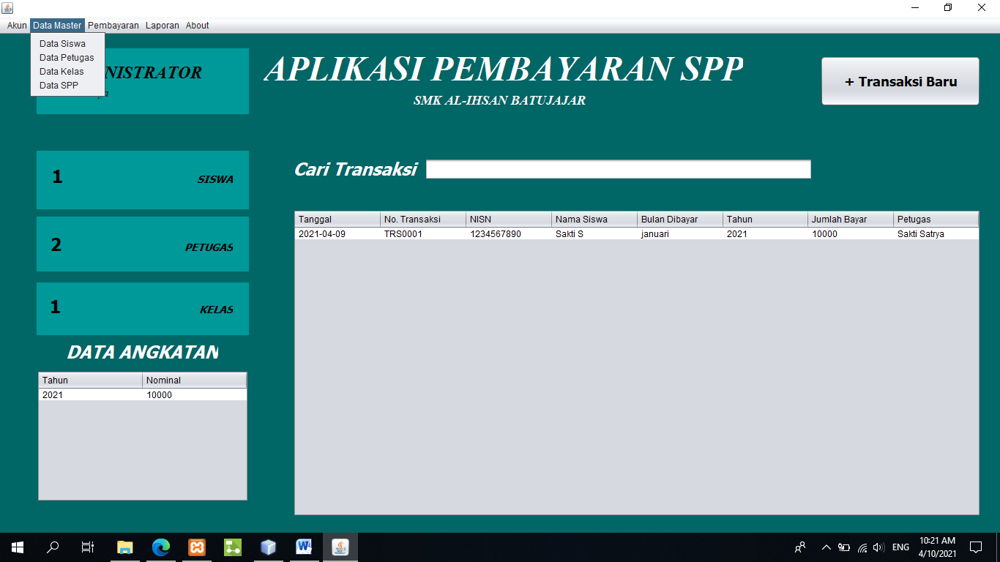 Akun Data Master Pembayaran Laporan About
Data Siswa
Data Petugas
Data Kelas
Data SPP
NISTRATOR
APLIKASI PEMBAYARAN SPP
SMK AL-IHSAN BATUJAJAR
+ Transaksi Baru
1 SISWA
2 PETUGAS
1 KELAS
DATA ANGKATAN
Tahun Nominal
2021 10000
Cari Transaksi
Tanggal No. Transaksi NISN Nama Siswa Bulan Dibayar Tahun Jumlah Bayar Petugas
2021-04-09 TRS0001 1234567890 Sakti S januari 2021 10000 Sakti Satrya
ENG
10:21 AM
4/10/2021